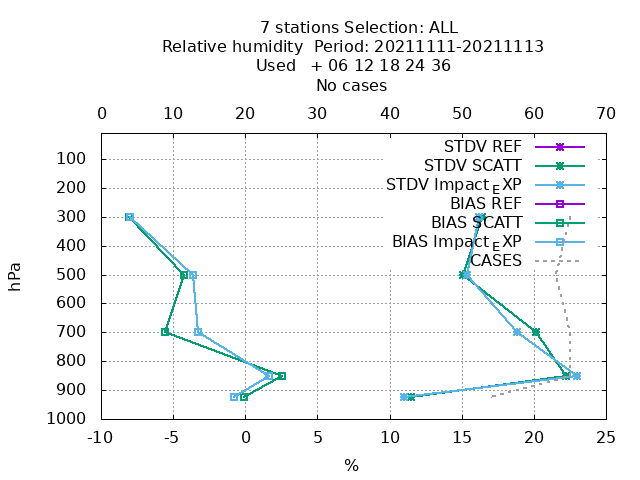 7 stations Selection: ALL
Relative humidity  Period: 20211111-20211113
Used   + 06 12 18 24 36
No cases
0 10 20 30 40 50 60 70
STDV REF
STDV SCATT
STDV Impact_EXP
BIAS REF
BIAS SCATT
BIAS Impact_EXP
CASES
100
200
300
400
500
600
700
800
900
1000
hPa
-10 -5 0 5 10 15 20 25
%